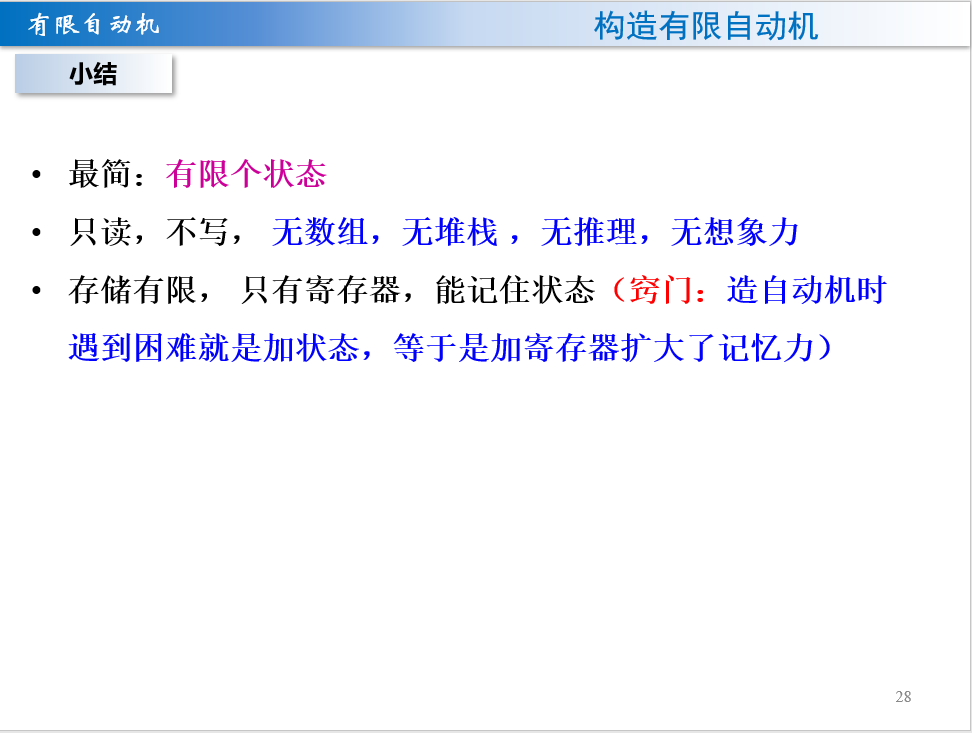 有限自动机
构造有限自动机
小结
• 最简：有限个状态
• 只读，不写， 无数组，无堆栈 ，无推理，无想象力
• 存储有限， 只有寄存器，能记住状态（窍门：造自动机时
遇到困难就是加状态，等于是加寄存器扩大了记忆力）
28